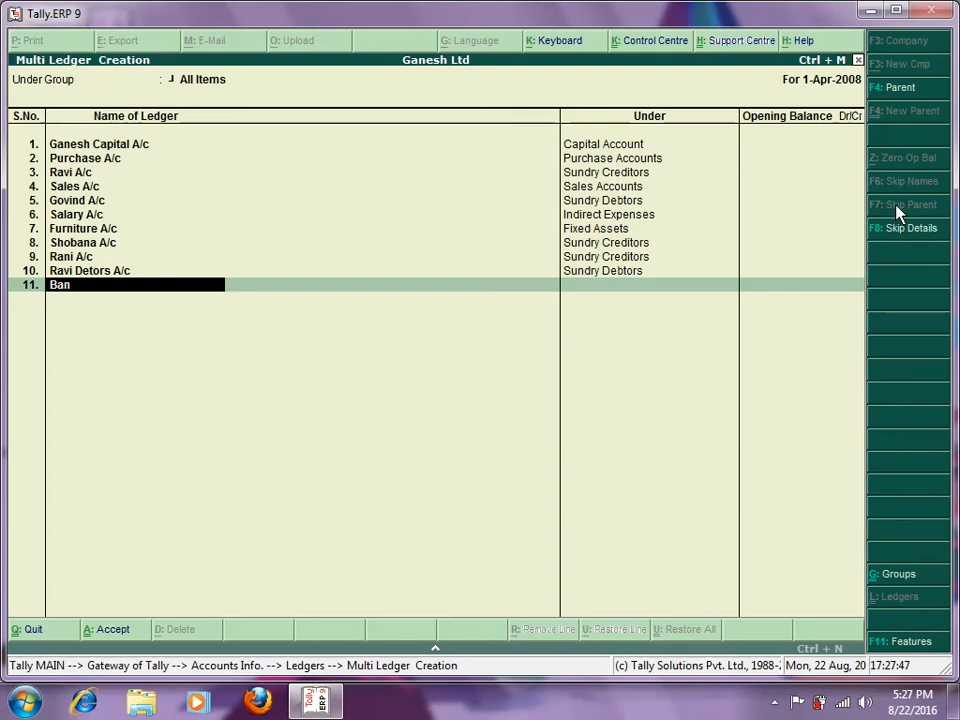 Tally.ERP 9
P: Print E: Export M: E-Mail O: Upload G: Language K: Keyboard K: Control Centre H: Support Centre H: Help
Multi Ledger Creation Ganesh Ltd Ctrl + M
Under Group : ┘ All Items For 1-Apr-2008
S.No. Name of Ledger Under Opening Balance Dr/Cr
1. Ganesh Capital A/c Capital Account
2. Purchase A/c Purchase Accounts
3. Ravi A/c Sundry Creditors
4. Sales A/c Sales Accounts
5. Govind A/c Sundry Debtors
6. Salary A/c Indirect Expenses
7. Furniture A/c Fixed Assets
8. Shobana A/c Sundry Creditors
9. Rani A/c Sundry Creditors
10. Ravi Detors A/c Sundry Debtors
11. Ban
F3: Company
F3: New Cmp
F4: Parent
F4: New Parent
Z: Zero Op Bal
F6: Skip Names
F7: Skip Parent
F8: Skip Details
G: Groups
L: Ledgers
F11: Features
Q: Quit A: Accept D: Delete R: Remove Line U: Restore Line U: Restore All
Ctrl + N
Tally MAIN --> Gateway of Tally --> Accounts Info. --> Ledgers --> Multi Ledger Creation (c) Tally Solutions Pvt. Ltd., 1988- Mon, 22 Aug, 20 17:27:47
Tally ERP 9
5:27 PM
8/22/2016